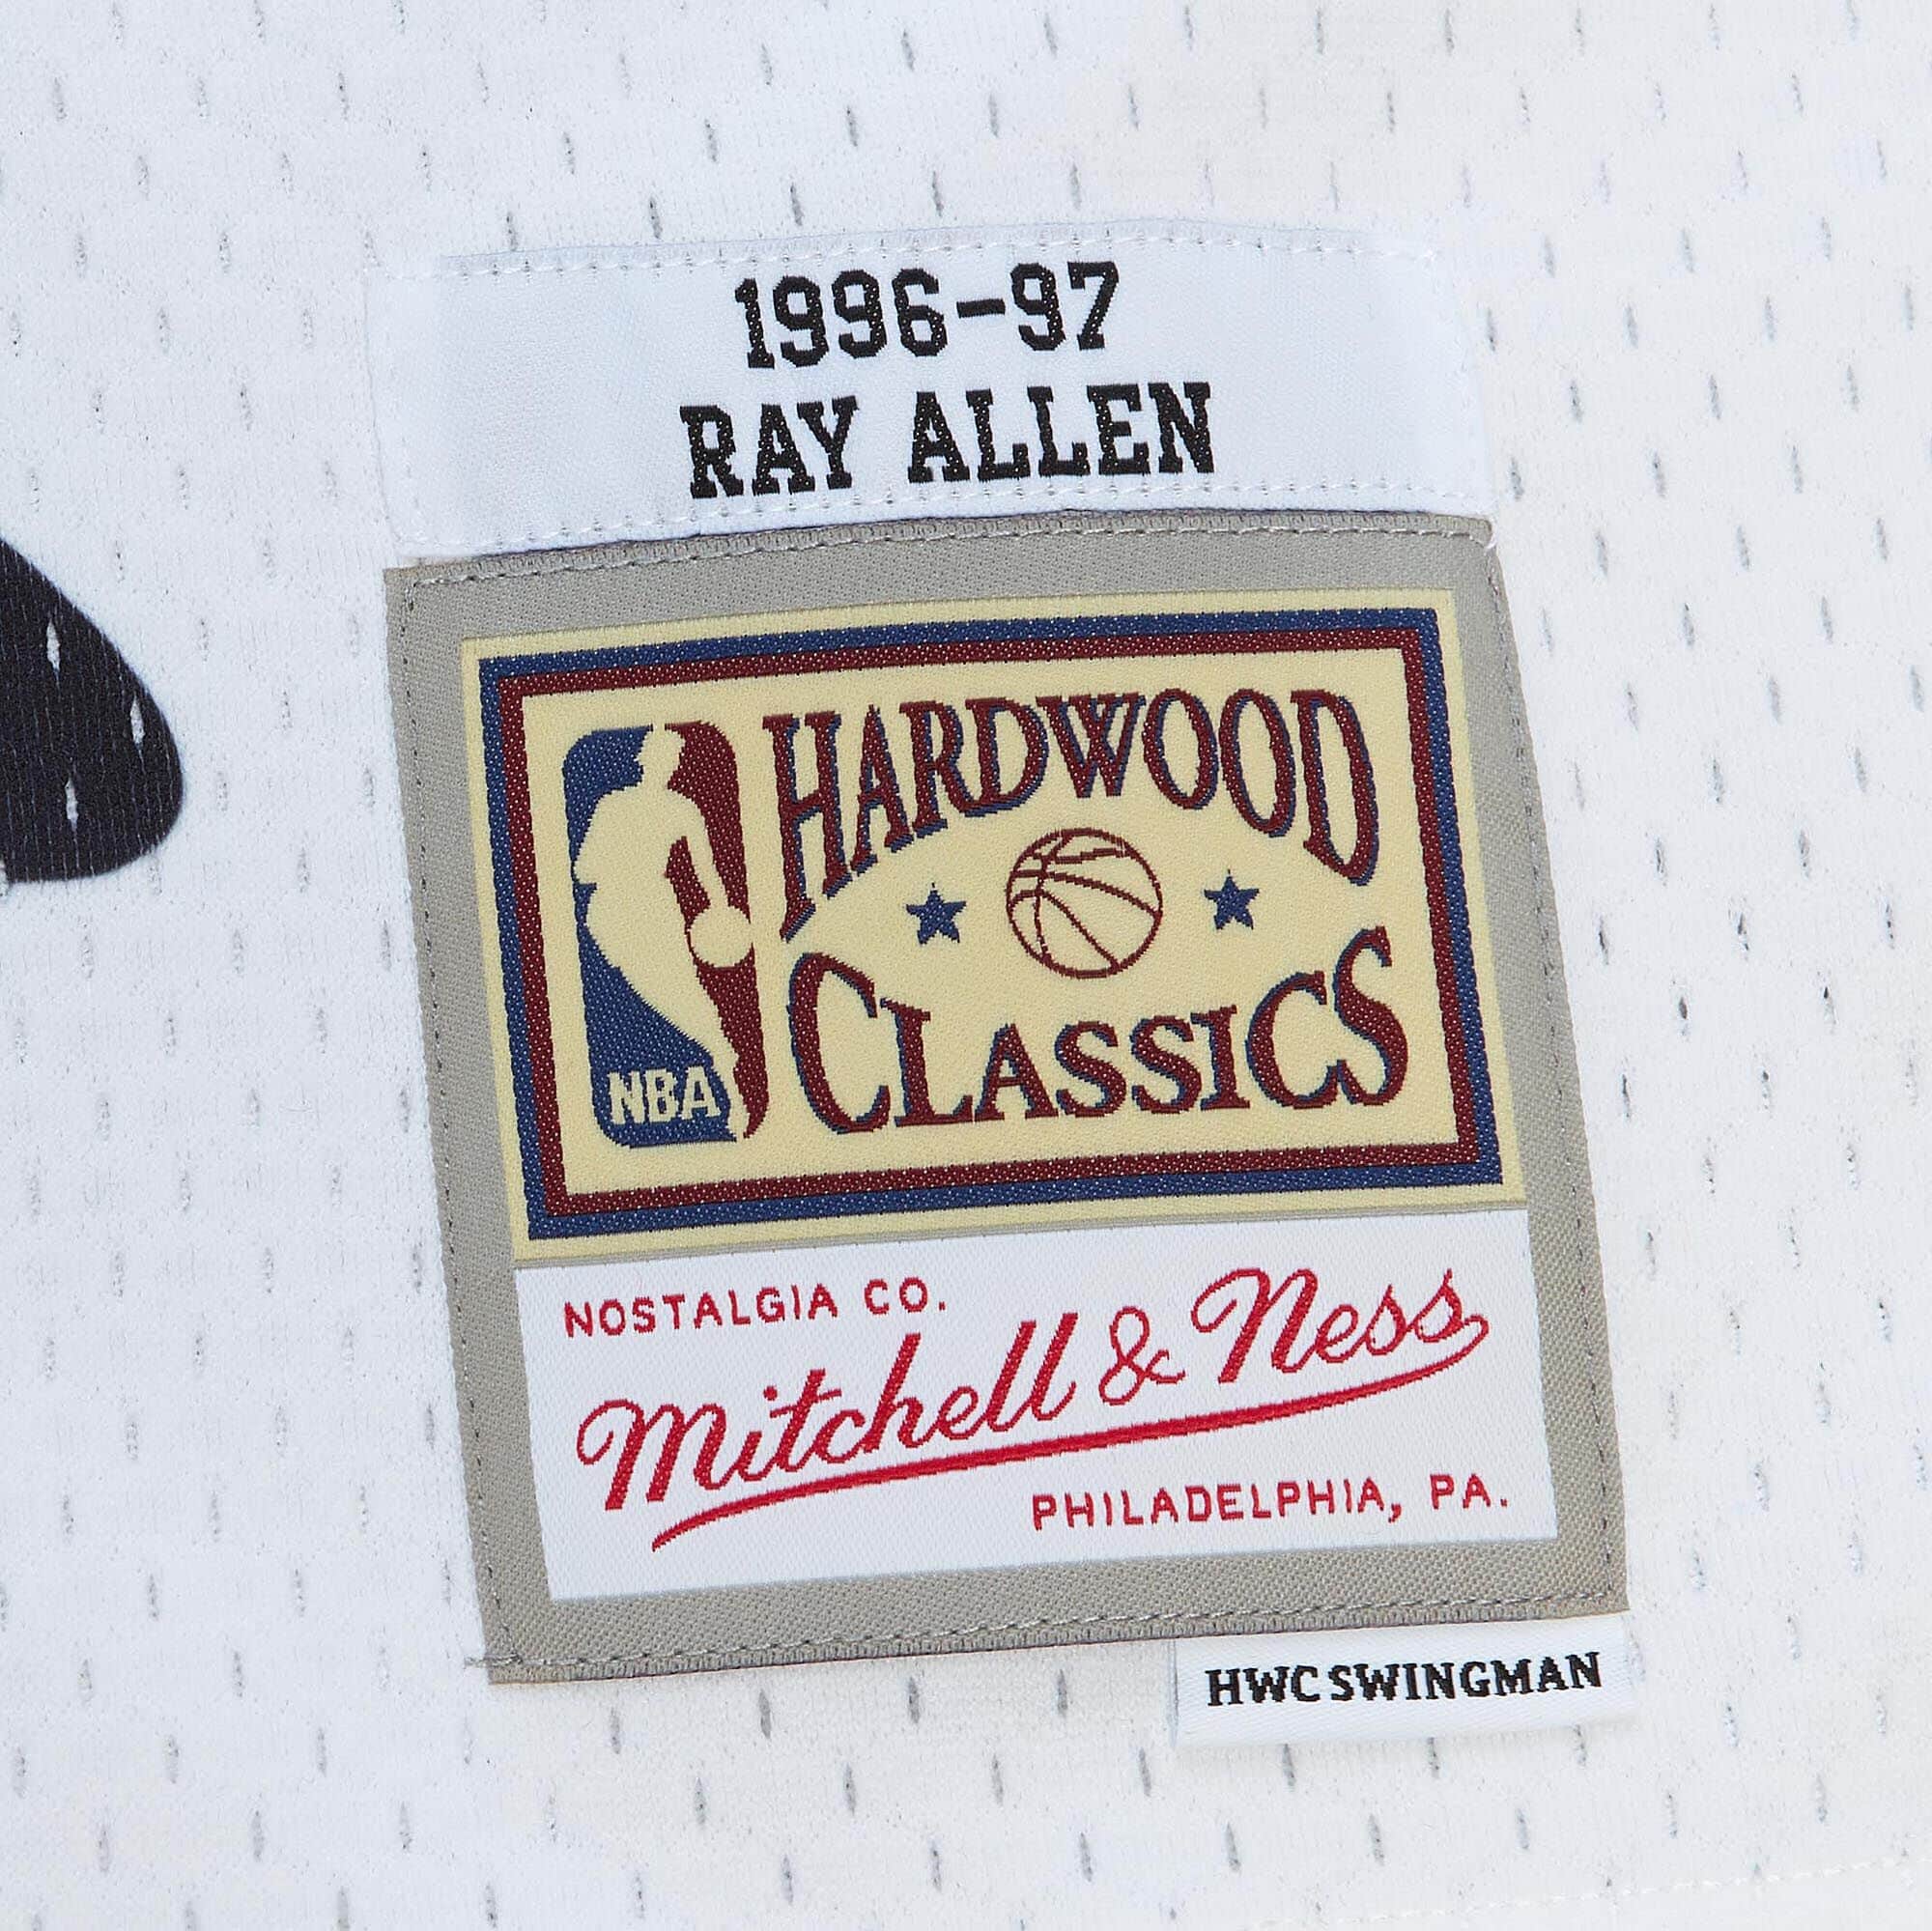 1996-97
RAY ALLEN
HARDWOOD
CLASSICS
NBA
NOSTALGIA CO.
Mitchell & Ness
PHILADELPHIA, PA.
HWC SWINGMAN